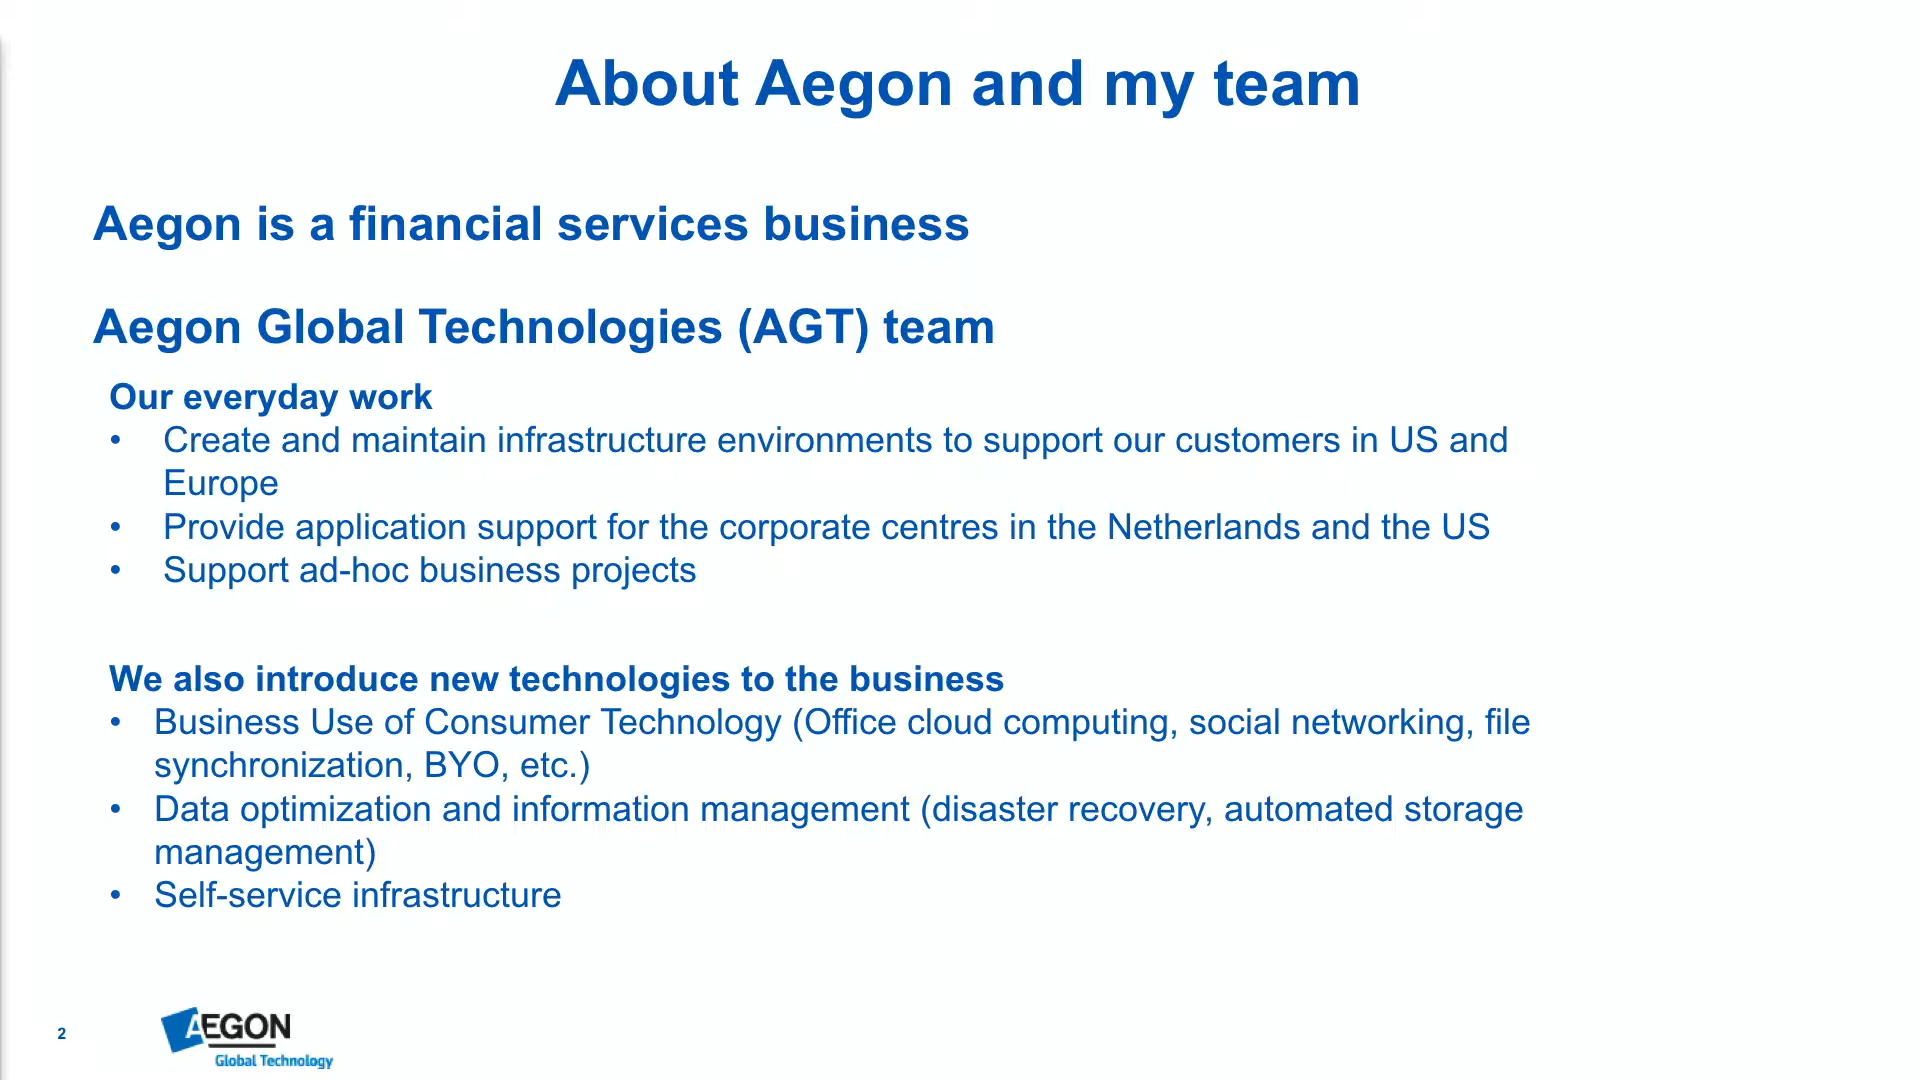 About Aegon and my team
Aegon is a financial services business
Aegon Global Technologies (AGT) team
Our everyday work
• Create and maintain infrastructure environments to support our customers in US and
Europe
• Provide application support for the corporate centres in the Netherlands and the US
• Support ad-hoc business projects
We also introduce new technologies to the business
• Business Use of Consumer Technology (Office cloud computing, social networking, file
synchronization, BYO, etc.)
• Data optimization and information management (disaster recovery, automated storage
management)
• Self-service infrastructure
2
AEGON
Global Technology